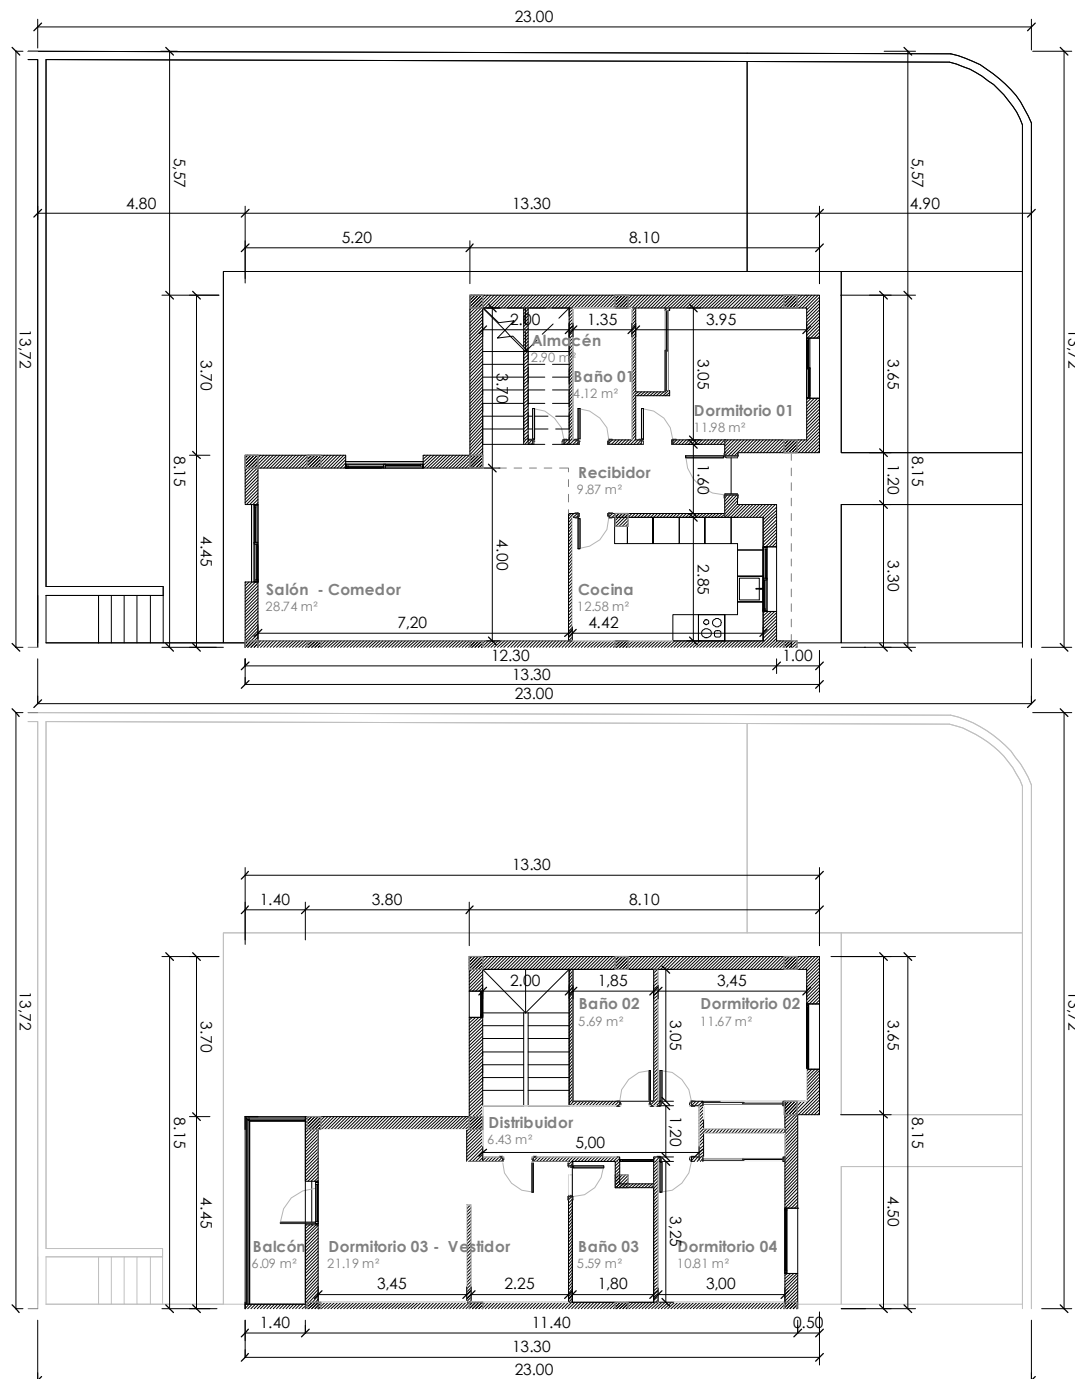 23.00
5,57
5,57
4.80
13.30
4.90
5.20
8.10
13,72
13,72
2.00
1.35
3.95
Almacén
2.90 m²
3.70
3.70
Baño 01
4.12 m²
3.05
3.65
Dormitorio 01
11.98 m²
8.15
Recibidor
9.87 m²
1.60
1.20
8.15
4.45
4.00
2.85
3.30
Salón - Comedor
28.74 m²
Cocina
12.58 m²
7,20
4.42
12.30
1.00
13.30
23.00
13.30
1.40
3.80
8.10
13,72
13,72
2.00
1,85
3,45
Baño 02
5.69 m²
Dormitorio 02
11.67 m²
3.70
3.05
3.65
8.15
Distribuidor
6.43 m²
5,00
1,20
8.15
4.45
3,25
4.50
Balcón
6.09 m²
Dormitorio 03 - Vestidor
21.19 m²
Baño 03
5.59 m²
Dormitorio 04
10.81 m²
3,45
2.25
1,80
3,00
1.40
11.40
0.50
13.30
23.00